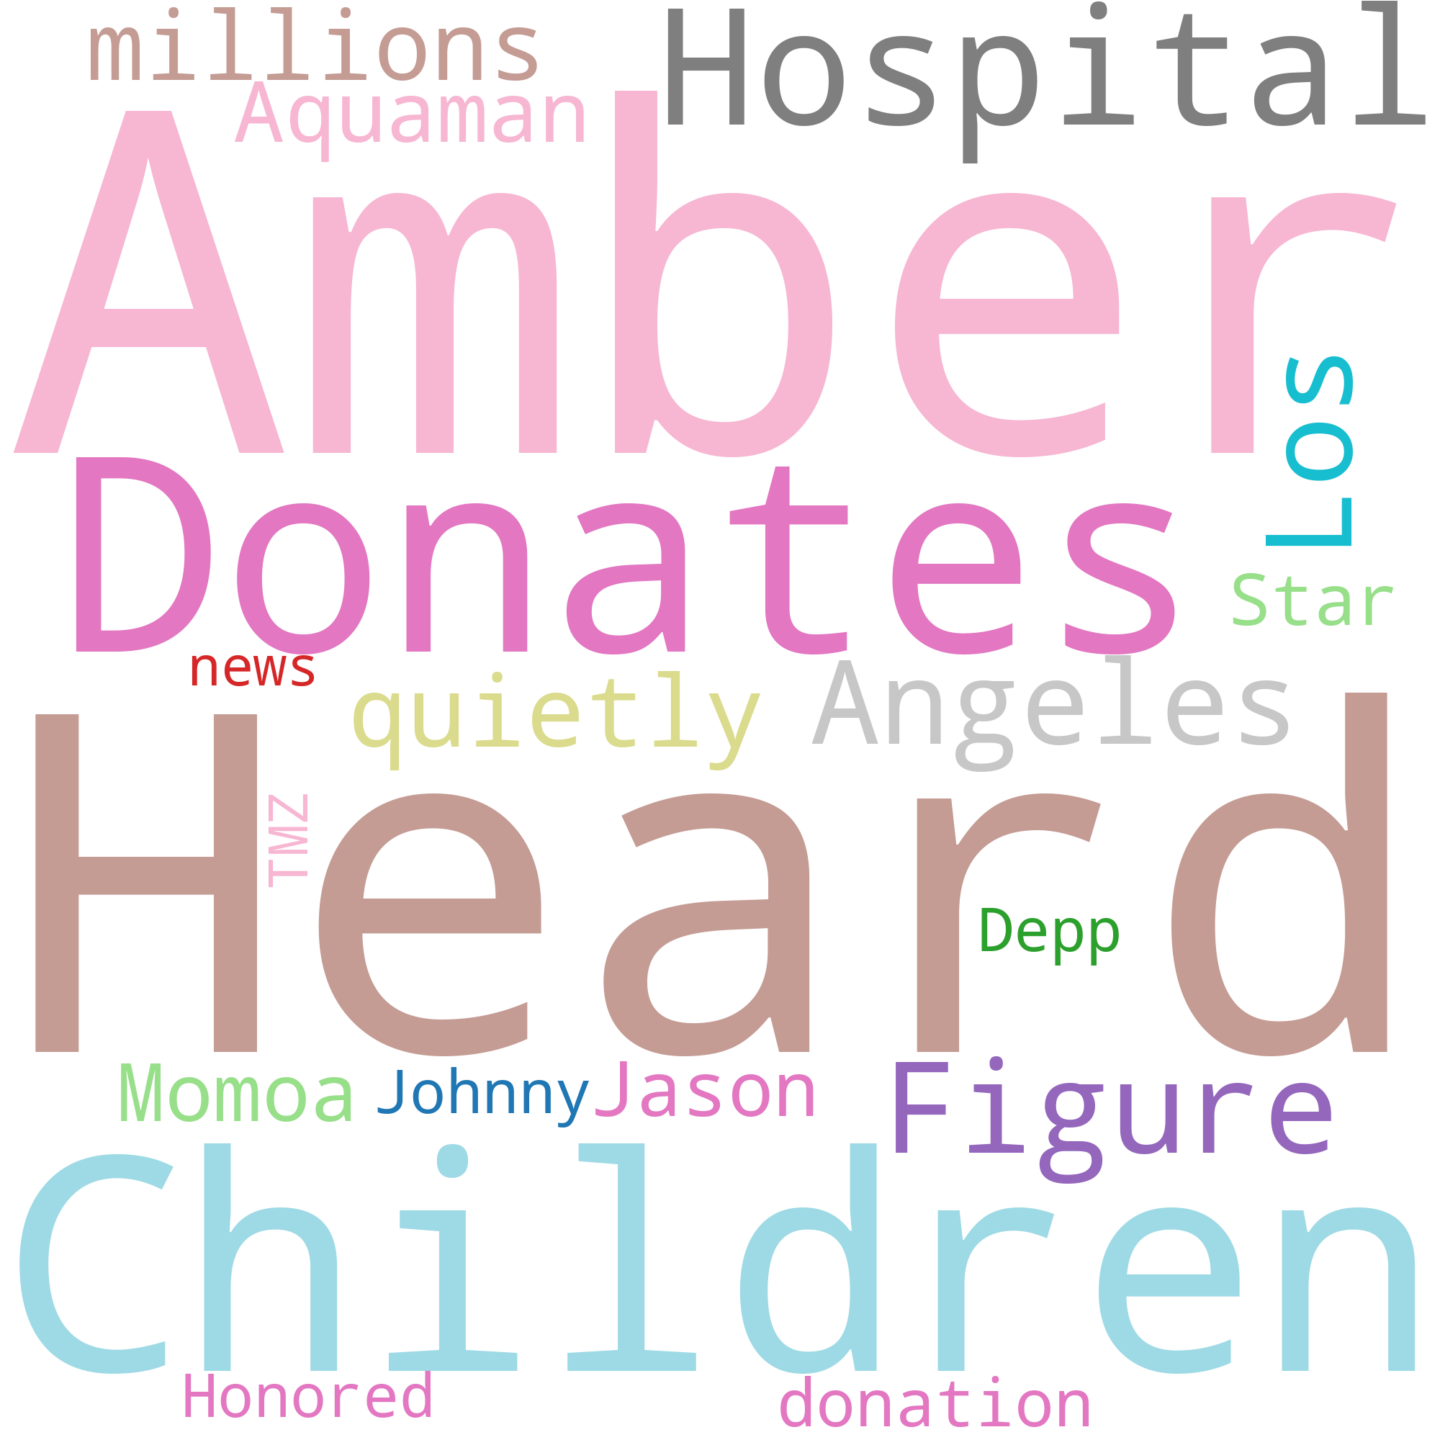 millions
Hospital
Aquaman
Amber
Los
Donates
Star
news
quietly
Angeles
Heard
TMZ
Depp
Momoa
Johnny
Jason
Figure
Children
Honored
donation